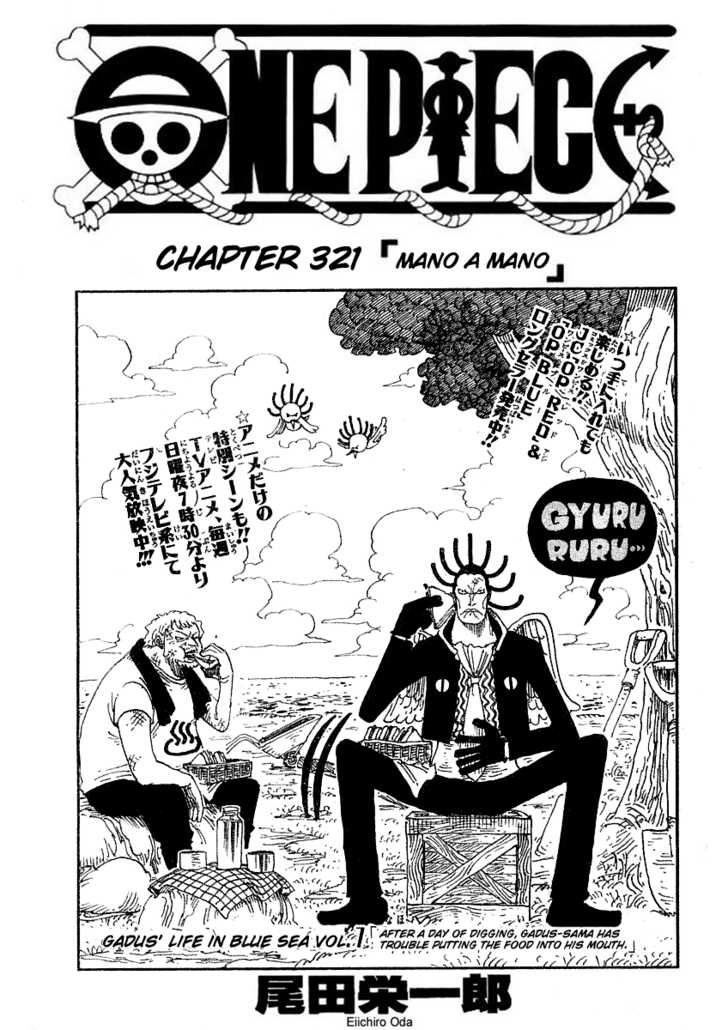 ONE PIECE
CHAPTER 321 「MANO A MANO」
☆いつ手に入れても
楽しめる!!
JC「OP RED」&
「OP BLUE」
ロングセラー発売中!!
☆アニメだけの
特別シーンも!!
TVアニメ、毎週
日曜夜7時30分より
フジテレビ系にて
大人気放映中!!!
GYURU
RURU...
GADUS' LIFE IN BLUE SEA VOL. 7「AFTER A DAY OF DIGGING, GADUS-SAMA HAS
TROUBLE PUTTING THE FOOD INTO HIS MOUTH.」
尾田栄一郎
Eiichiro Oda